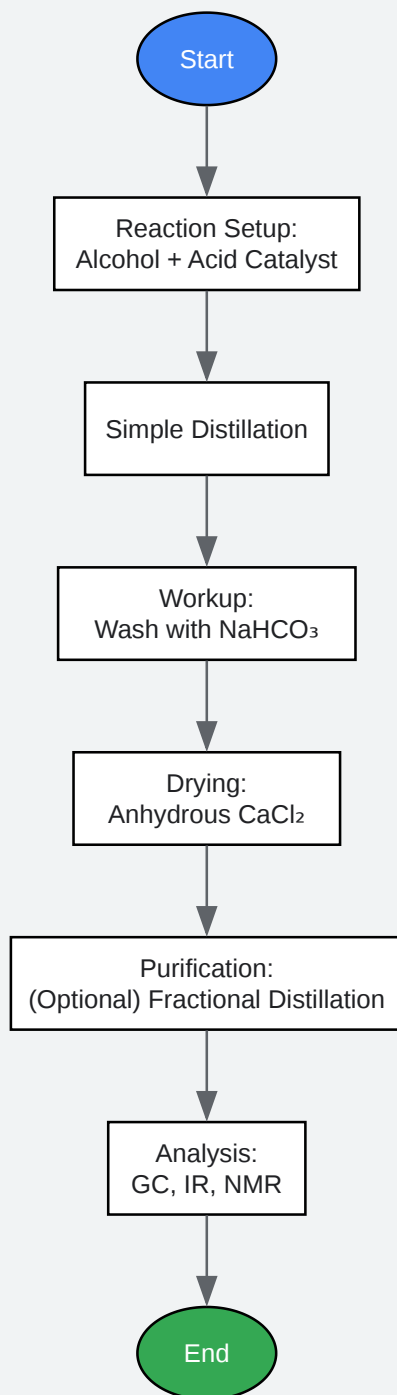 Start
Reaction Setup:
Alcohol + Acid Catalyst
Simple Distillation
Workup:
Wash with NaHCO₃
Drying:
Anhydrous CaCl₂
Purification:
(Optional) Fractional Distillation
Analysis:
GC, IR, NMR
End